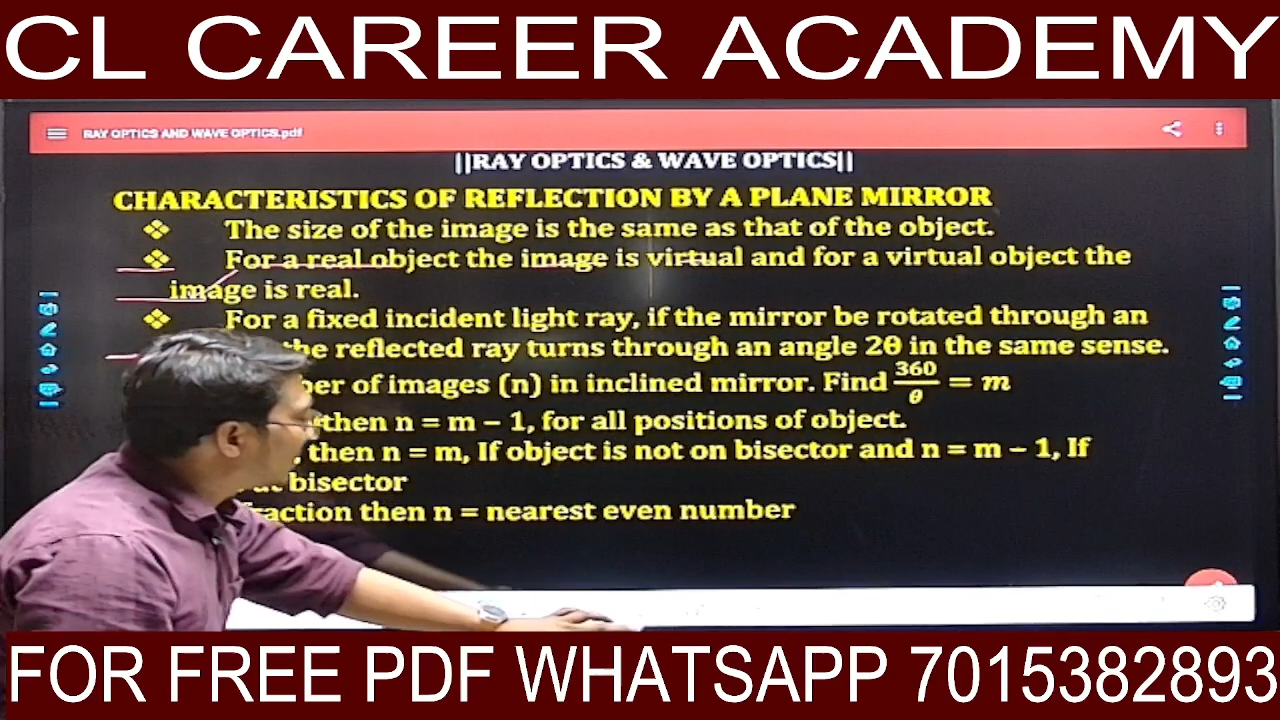 CL CAREER ACADEMY
RAY OPTICS AND WAVE OPTICS.pdf
||RAY OPTICS & WAVE OPTICS||
CHARACTERISTICS OF REFLECTION BY A PLANE MIRROR
❖ The size of the image is the same as that of the object.
❖ For a real object the image is virtual and for a virtual object the
image is real.
❖ For a fixed incident light ray, if the mirror be rotated through an
the reflected ray turns through an angle 2θ in the same sense.
of images (n) in inclined mirror. Find 360/θ = m
then n = m – 1, for all positions of object.
, then n = m, If object is not on bisector and n = m – 1, If
bisector
then n = nearest even number
FOR FREE PDF WHATSAPP 7015382893